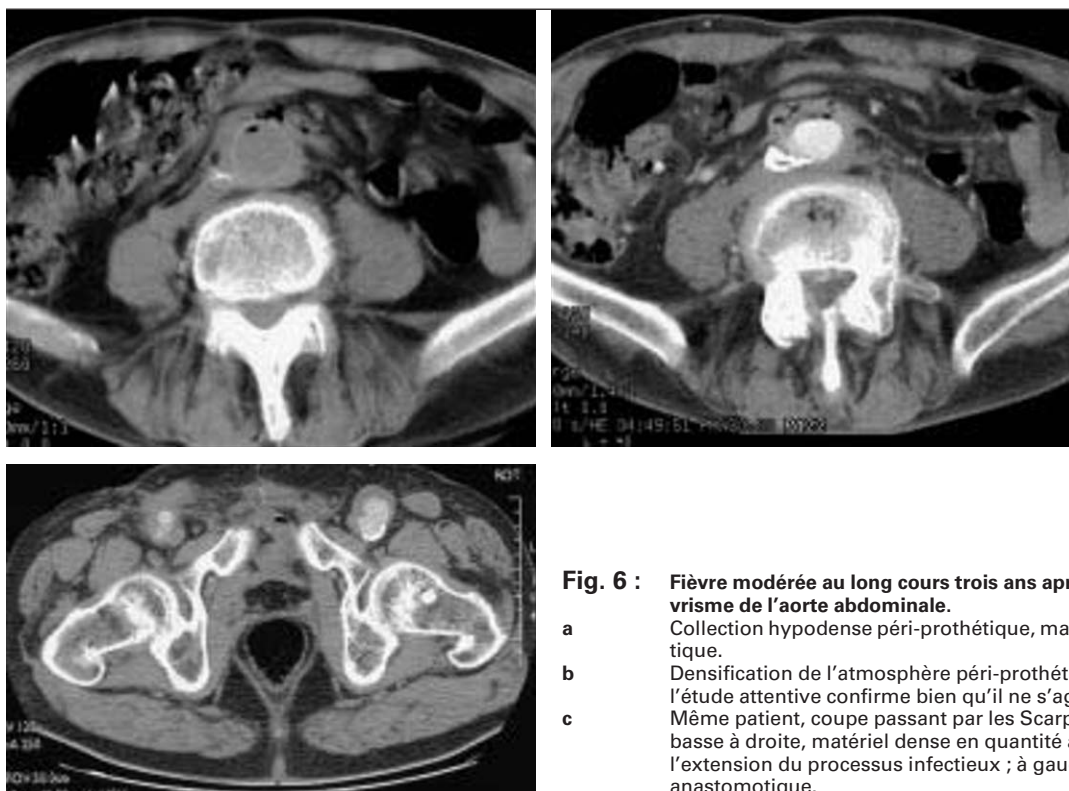 Fig. 6 : Fièvre modérée au long cours trois ans apr
vrisme de l'aorte abdominale.
a Collection hypodense péri-prothétique, ma
tique.
b Densification de l'atmosphère péri-prothét
l'étude attentive confirme bien qu'il ne s'ag
c Même patient, coupe passant par les Scarp
basse à droite, matériel dense en quantité a
l'extension du processus infectieux ; à gau
anastomotique.